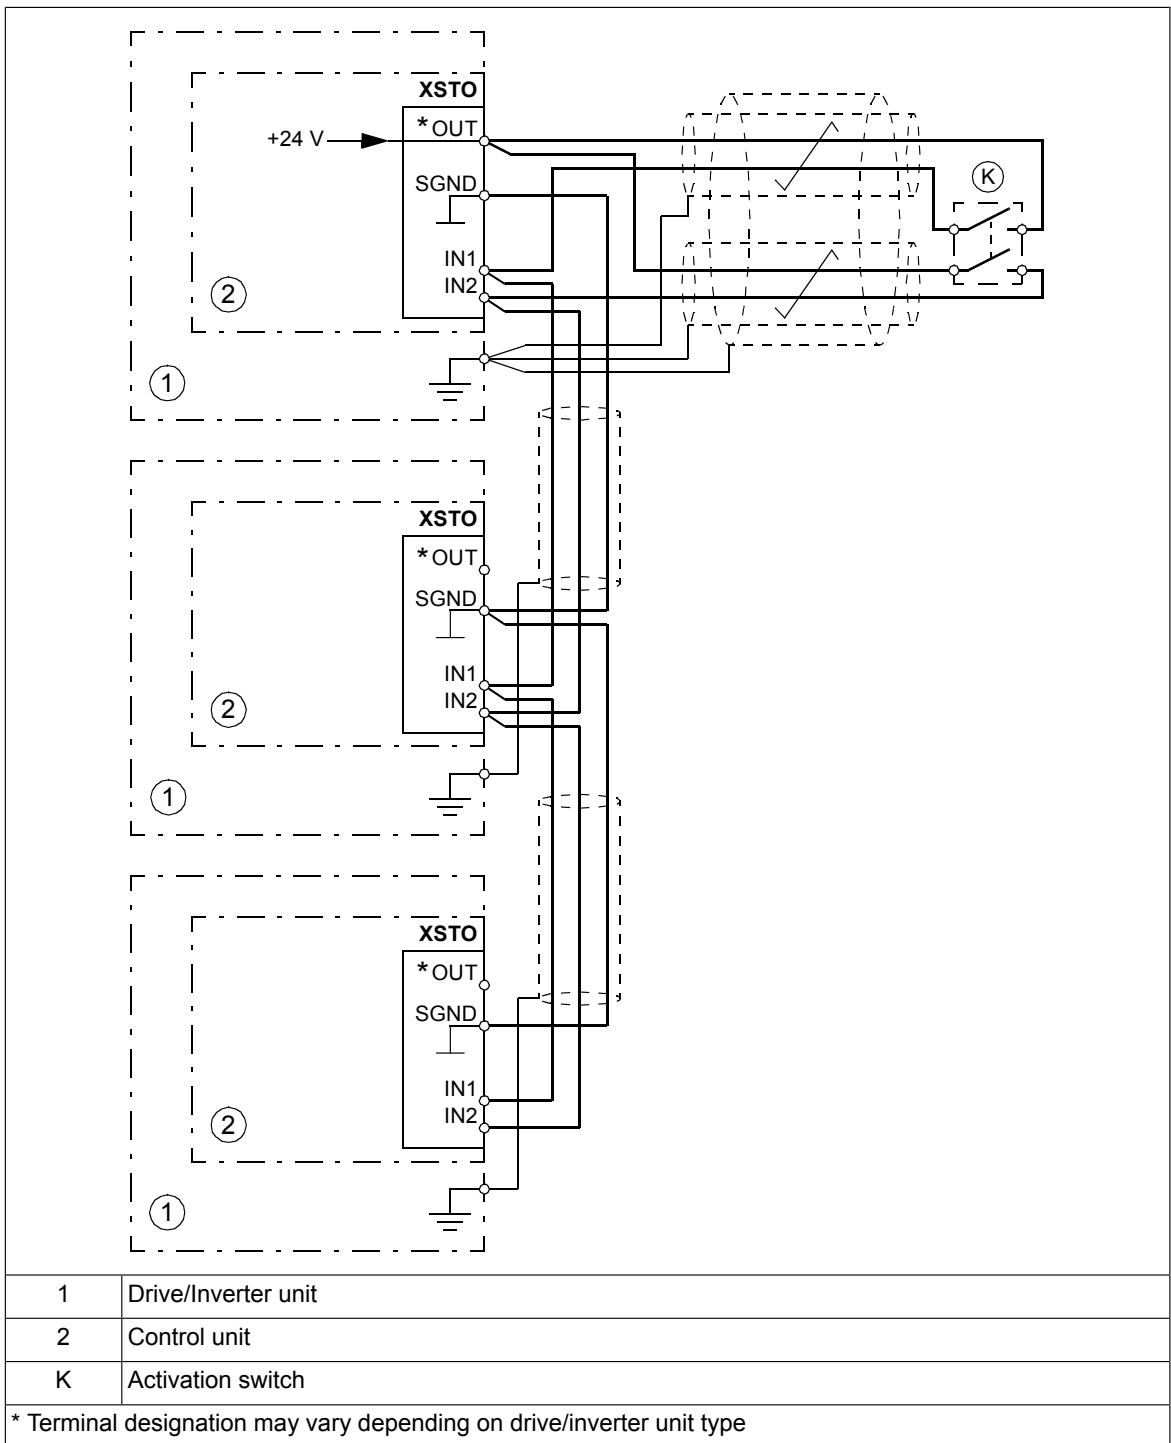 XSTO
* OUT
+24 V
SGND
K
IN1
IN2
2
1
XSTO
* OUT
SGND
IN1
IN2
2
1
XSTO
* OUT
SGND
IN1
IN2
2
1
1 Drive/Inverter unit
2 Control unit
K Activation switch
* Terminal designation may vary depending on drive/inverter unit type